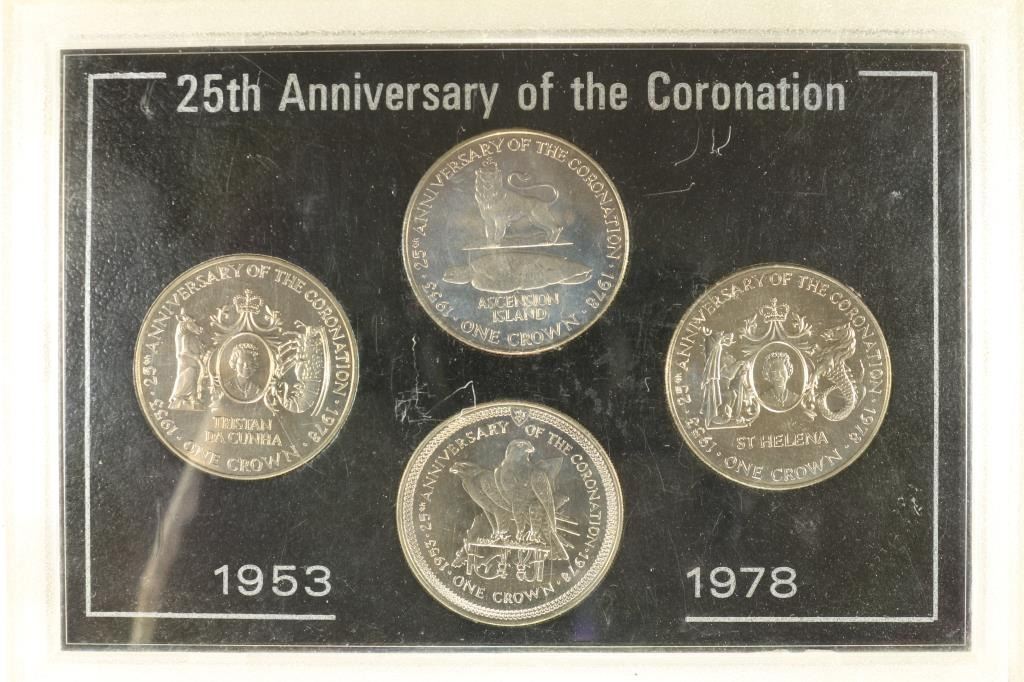 25th Anniversary of the Coronation
1953 · 25th ANNIVERSARY OF THE CORONATION · 1978
ASCENSION
ISLAND
· ONE CROWN ·
1953 · 25th ANNIVERSARY OF THE CORONATION · 1978
TRISTAN
DA CUNHA
· ONE CROWN ·
1953 · 25th ANNIVERSARY OF THE CORONATION · 1978
ST HELENA
· ONE CROWN ·
1953 · 25th ANNIVERSARY OF THE CORONATION · 1978
· ONE CROWN ·
1953
1978